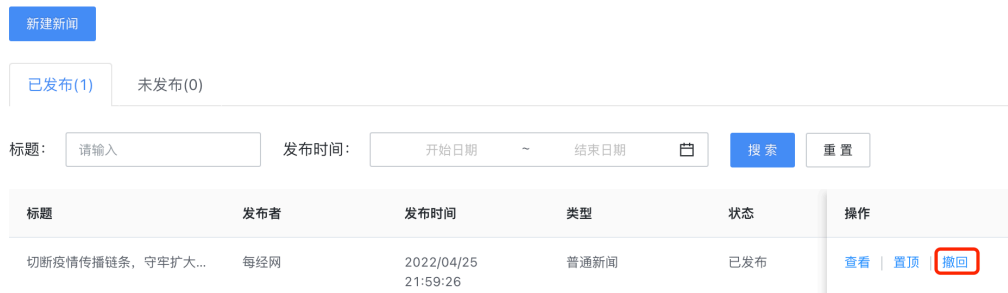 新建新闻
已发布(1) 未发布(0)
标题： 请输入 发布时间： 开始日期 ~ 结束日期 搜 索 重 置
标题 发布者 发布时间 类型 状态 操作
切断疫情传播链条，守牢扩大... 每经网 2022/04/25 普通新闻 已发布 查看 | 置顶 | 撤回
21:59:26